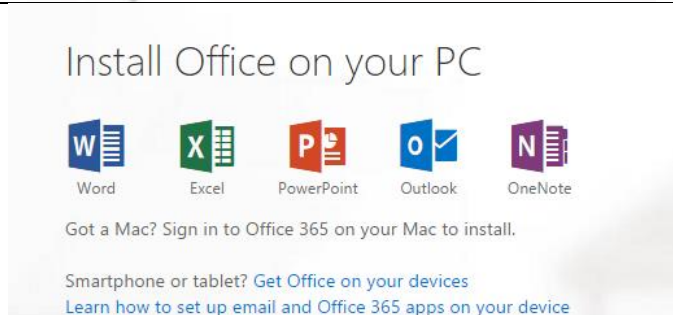 Install Office on your PC
W X P O N
Word Excel PowerPoint Outlook OneNote
Got a Mac? Sign in to Office 365 on your Mac to install.
Smartphone or tablet? Get Office on your devices
Learn how to set up email and Office 365 apps on your device